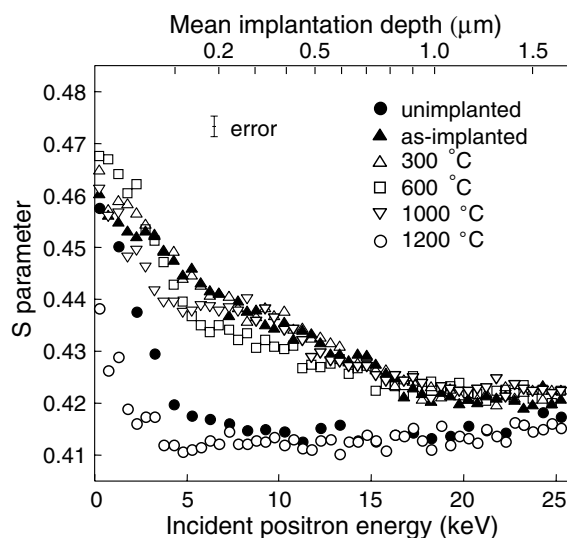 Mean implantation depth (μm)
0.2 0.5 1.0 1.5
0.48
0.47
0.46
0.45
0.44
0.43
0.42
0.41
S parameter
error
unimplanted
as-implanted
300 °C
600 °C
1000 °C
1200 °C
0 5 10 15 20 25
Incident positron energy (keV)